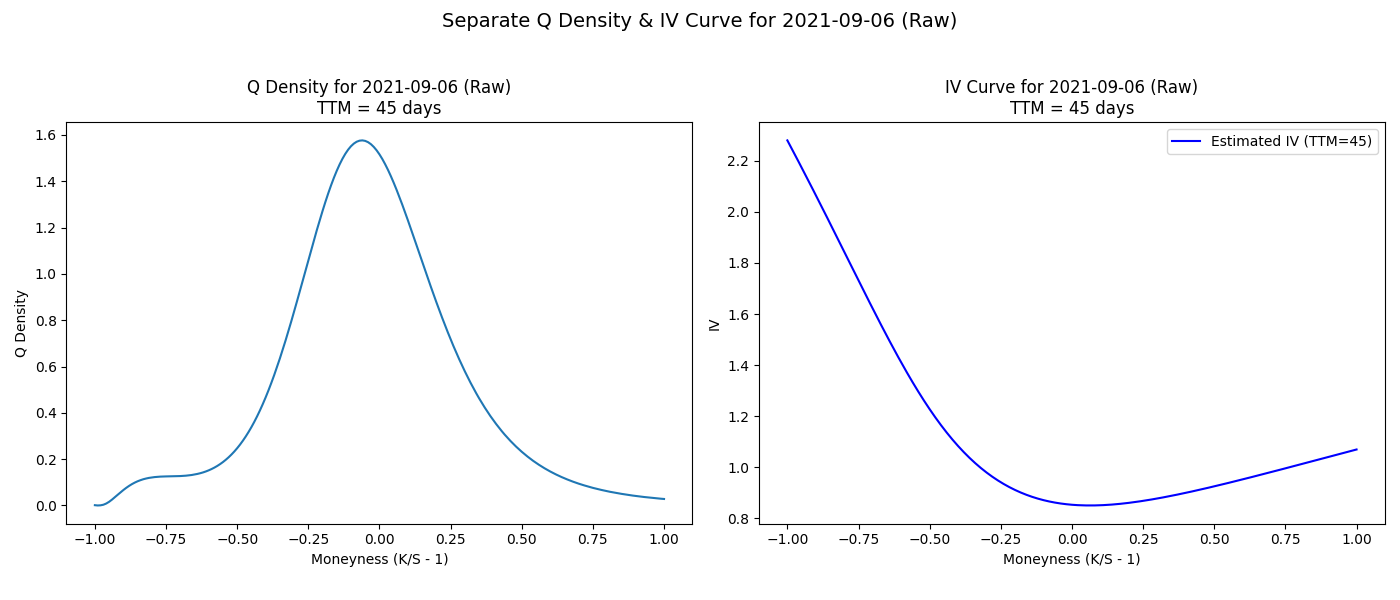 Separate Q Density & IV Curve for 2021-09-06 (Raw)
Q Density for 2021-09-06 (Raw)
TTM = 45 days
1.6
1.4
1.2
1.0
0.8
0.6
0.4
0.2
0.0
Q Density
−1.00 −0.75 −0.50 −0.25 0.00 0.25 0.50 0.75 1.00
Moneyness (K/S - 1)
IV Curve for 2021-09-06 (Raw)
TTM = 45 days
Estimated IV (TTM=45)
2.2
2.0
1.8
1.6
1.4
1.2
1.0
0.8
IV
−1.00 −0.75 −0.50 −0.25 0.00 0.25 0.50 0.75 1.00
Moneyness (K/S - 1)